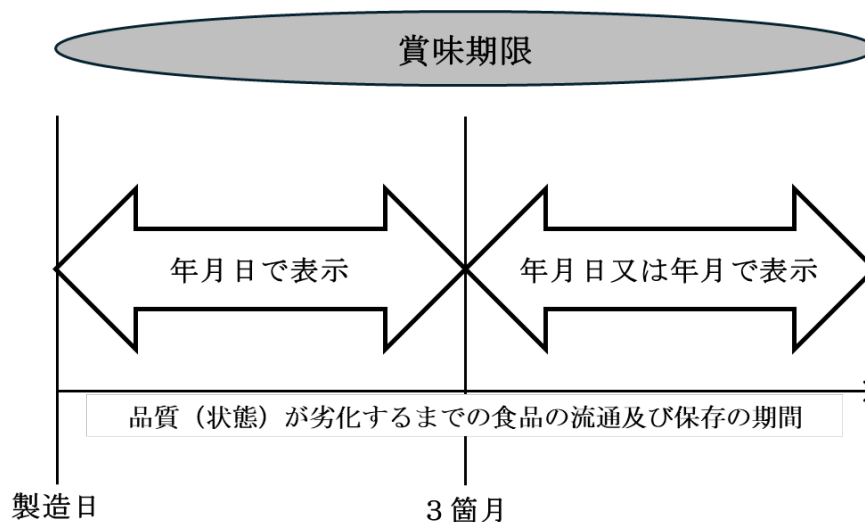 賞味期限
年月日で表示
年月日又は年月で表示
品質（状態）が劣化するまでの食品の流通及び保存の期間
製造日
３箇月